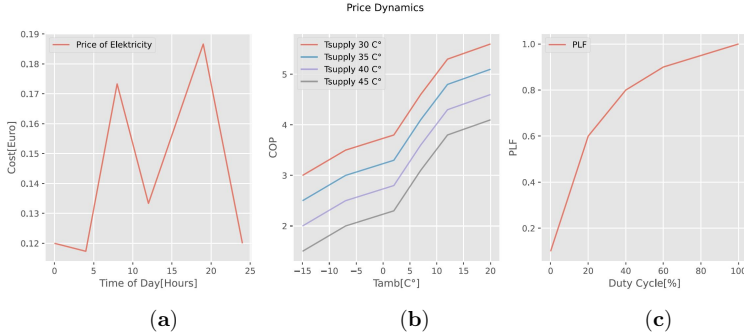 Price Dynamics
Price of Elektricity
0.19
0.18
0.17
0.16
0.15
0.14
0.13
0.12
Cost[Euro]
0 5 10 15 20 25
Time of Day[Hours]
(a)
Tsupply 30 C°
Tsupply 35 C°
Tsupply 40 C°
Tsupply 45 C°
5
4
3
2
COP
−15 −10 −5 0 5 10 15 20
Tamb[C°]
(b)
PLF
1.0
0.8
0.6
0.4
0.2
PLF
0 20 40 60 80 100
Duty Cycle[%]
(c)